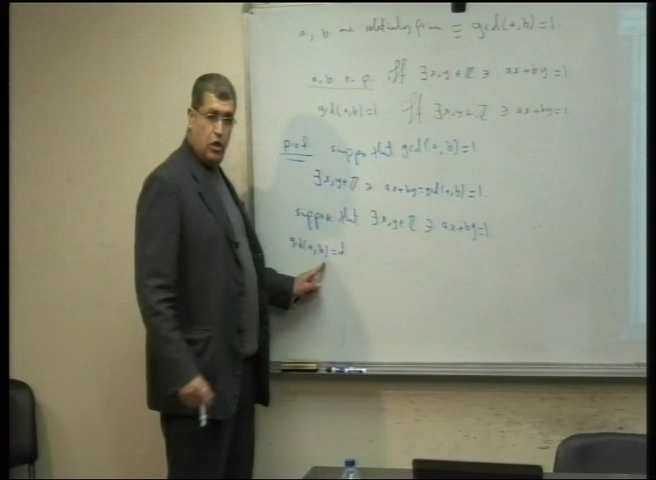 a, b are relatively prime ≡ gcd(a,b)=1.
a, b r. p. iff ∃x,y∈ℤ ∋ ax+by=1
gcd(a,b)=1 iff ∃x,y∈ℤ ∋ ax+by=1.
proof suppose that gcd(a,b)=1
∃x,y∈ℤ ∋ ax+by=gcd(a,b)=1.
suppose that ∃x,y∈ℤ ∋ ax+by=1.
gcd(a,b)=d